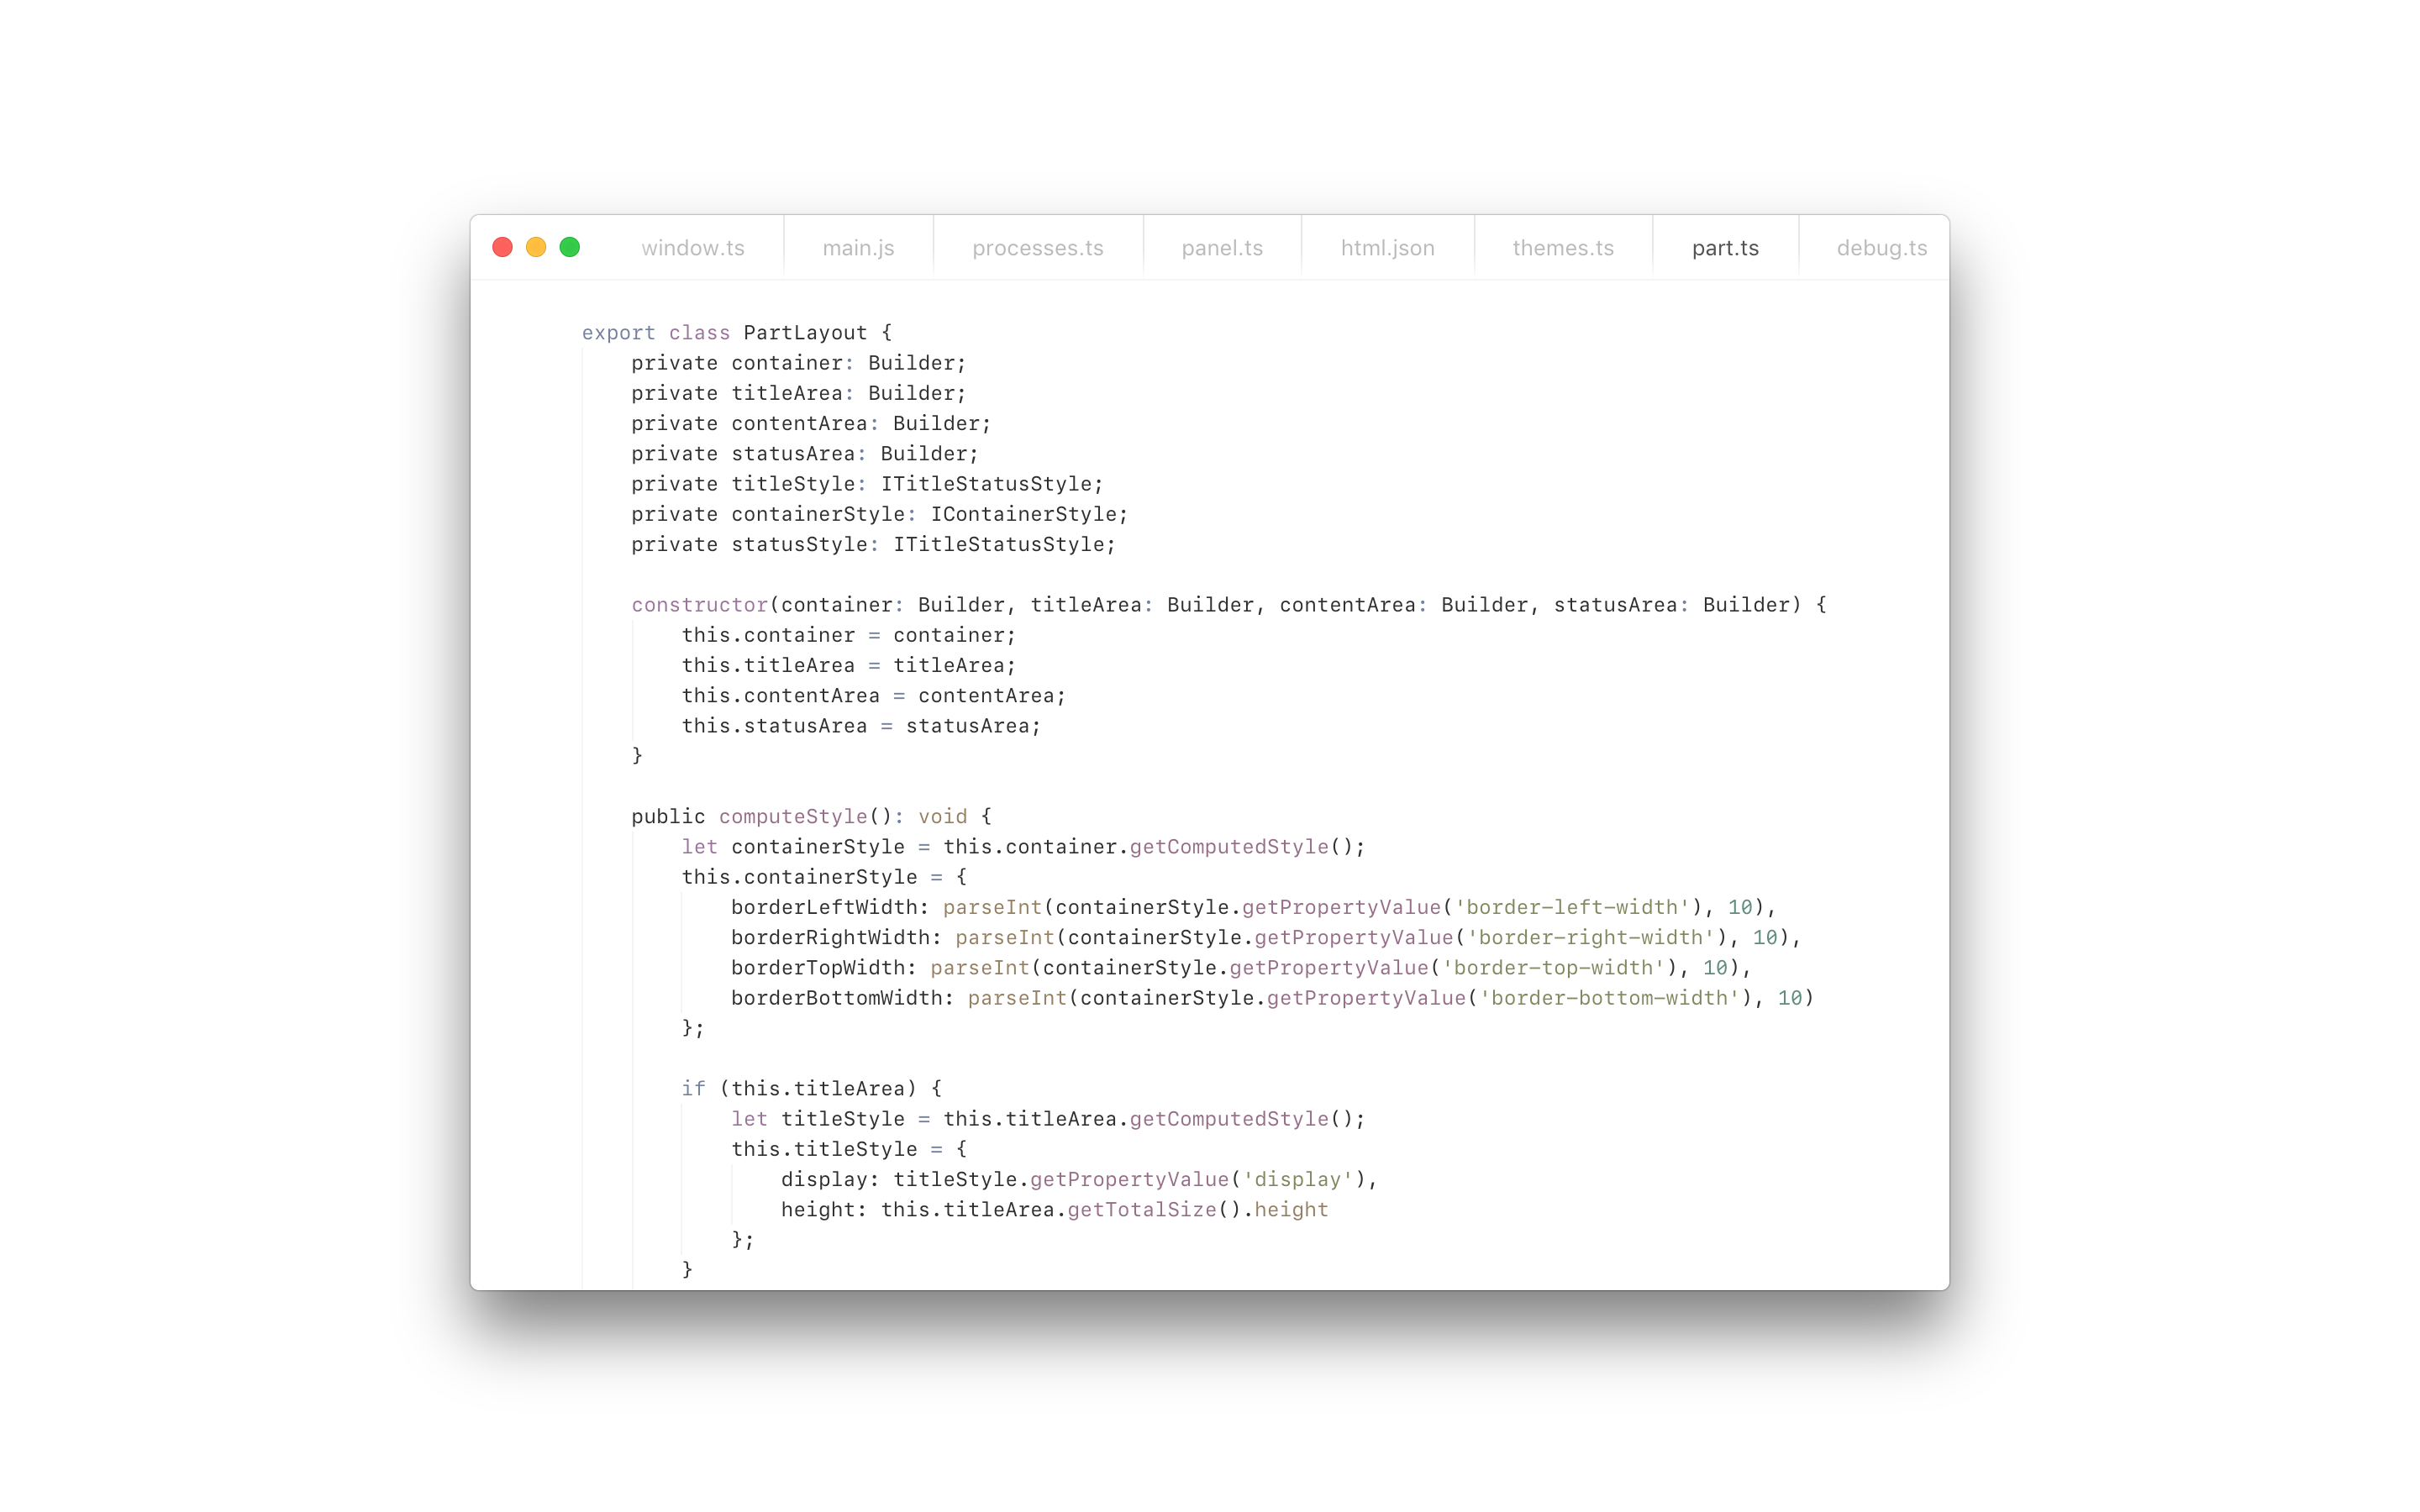 window.ts main.js processes.ts panel.ts html.json themes.ts part.ts debug.ts
export class PartLayout {
    private container: Builder;
    private titleArea: Builder;
    private contentArea: Builder;
    private statusArea: Builder;
    private titleStyle: ITitleStatusStyle;
    private containerStyle: IContainerStyle;
    private statusStyle: ITitleStatusStyle;
    constructor(container: Builder, titleArea: Builder, contentArea: Builder, statusArea: Builder) {
        this.container = container;
        this.titleArea = titleArea;
        this.contentArea = contentArea;
        this.statusArea = statusArea;
    }
    public computeStyle(): void {
        let containerStyle = this.container.getComputedStyle();
        this.containerStyle = {
            borderLeftWidth: parseInt(containerStyle.getPropertyValue('border-left-width'), 10),
            borderRightWidth: parseInt(containerStyle.getPropertyValue('border-right-width'), 10),
            borderTopWidth: parseInt(containerStyle.getPropertyValue('border-top-width'), 10),
            borderBottomWidth: parseInt(containerStyle.getPropertyValue('border-bottom-width'), 10)
        };
        if (this.titleArea) {
            let titleStyle = this.titleArea.getComputedStyle();
            this.titleStyle = {
                display: titleStyle.getPropertyValue('display'),
                height: this.titleArea.getTotalSize().height
            };
        }